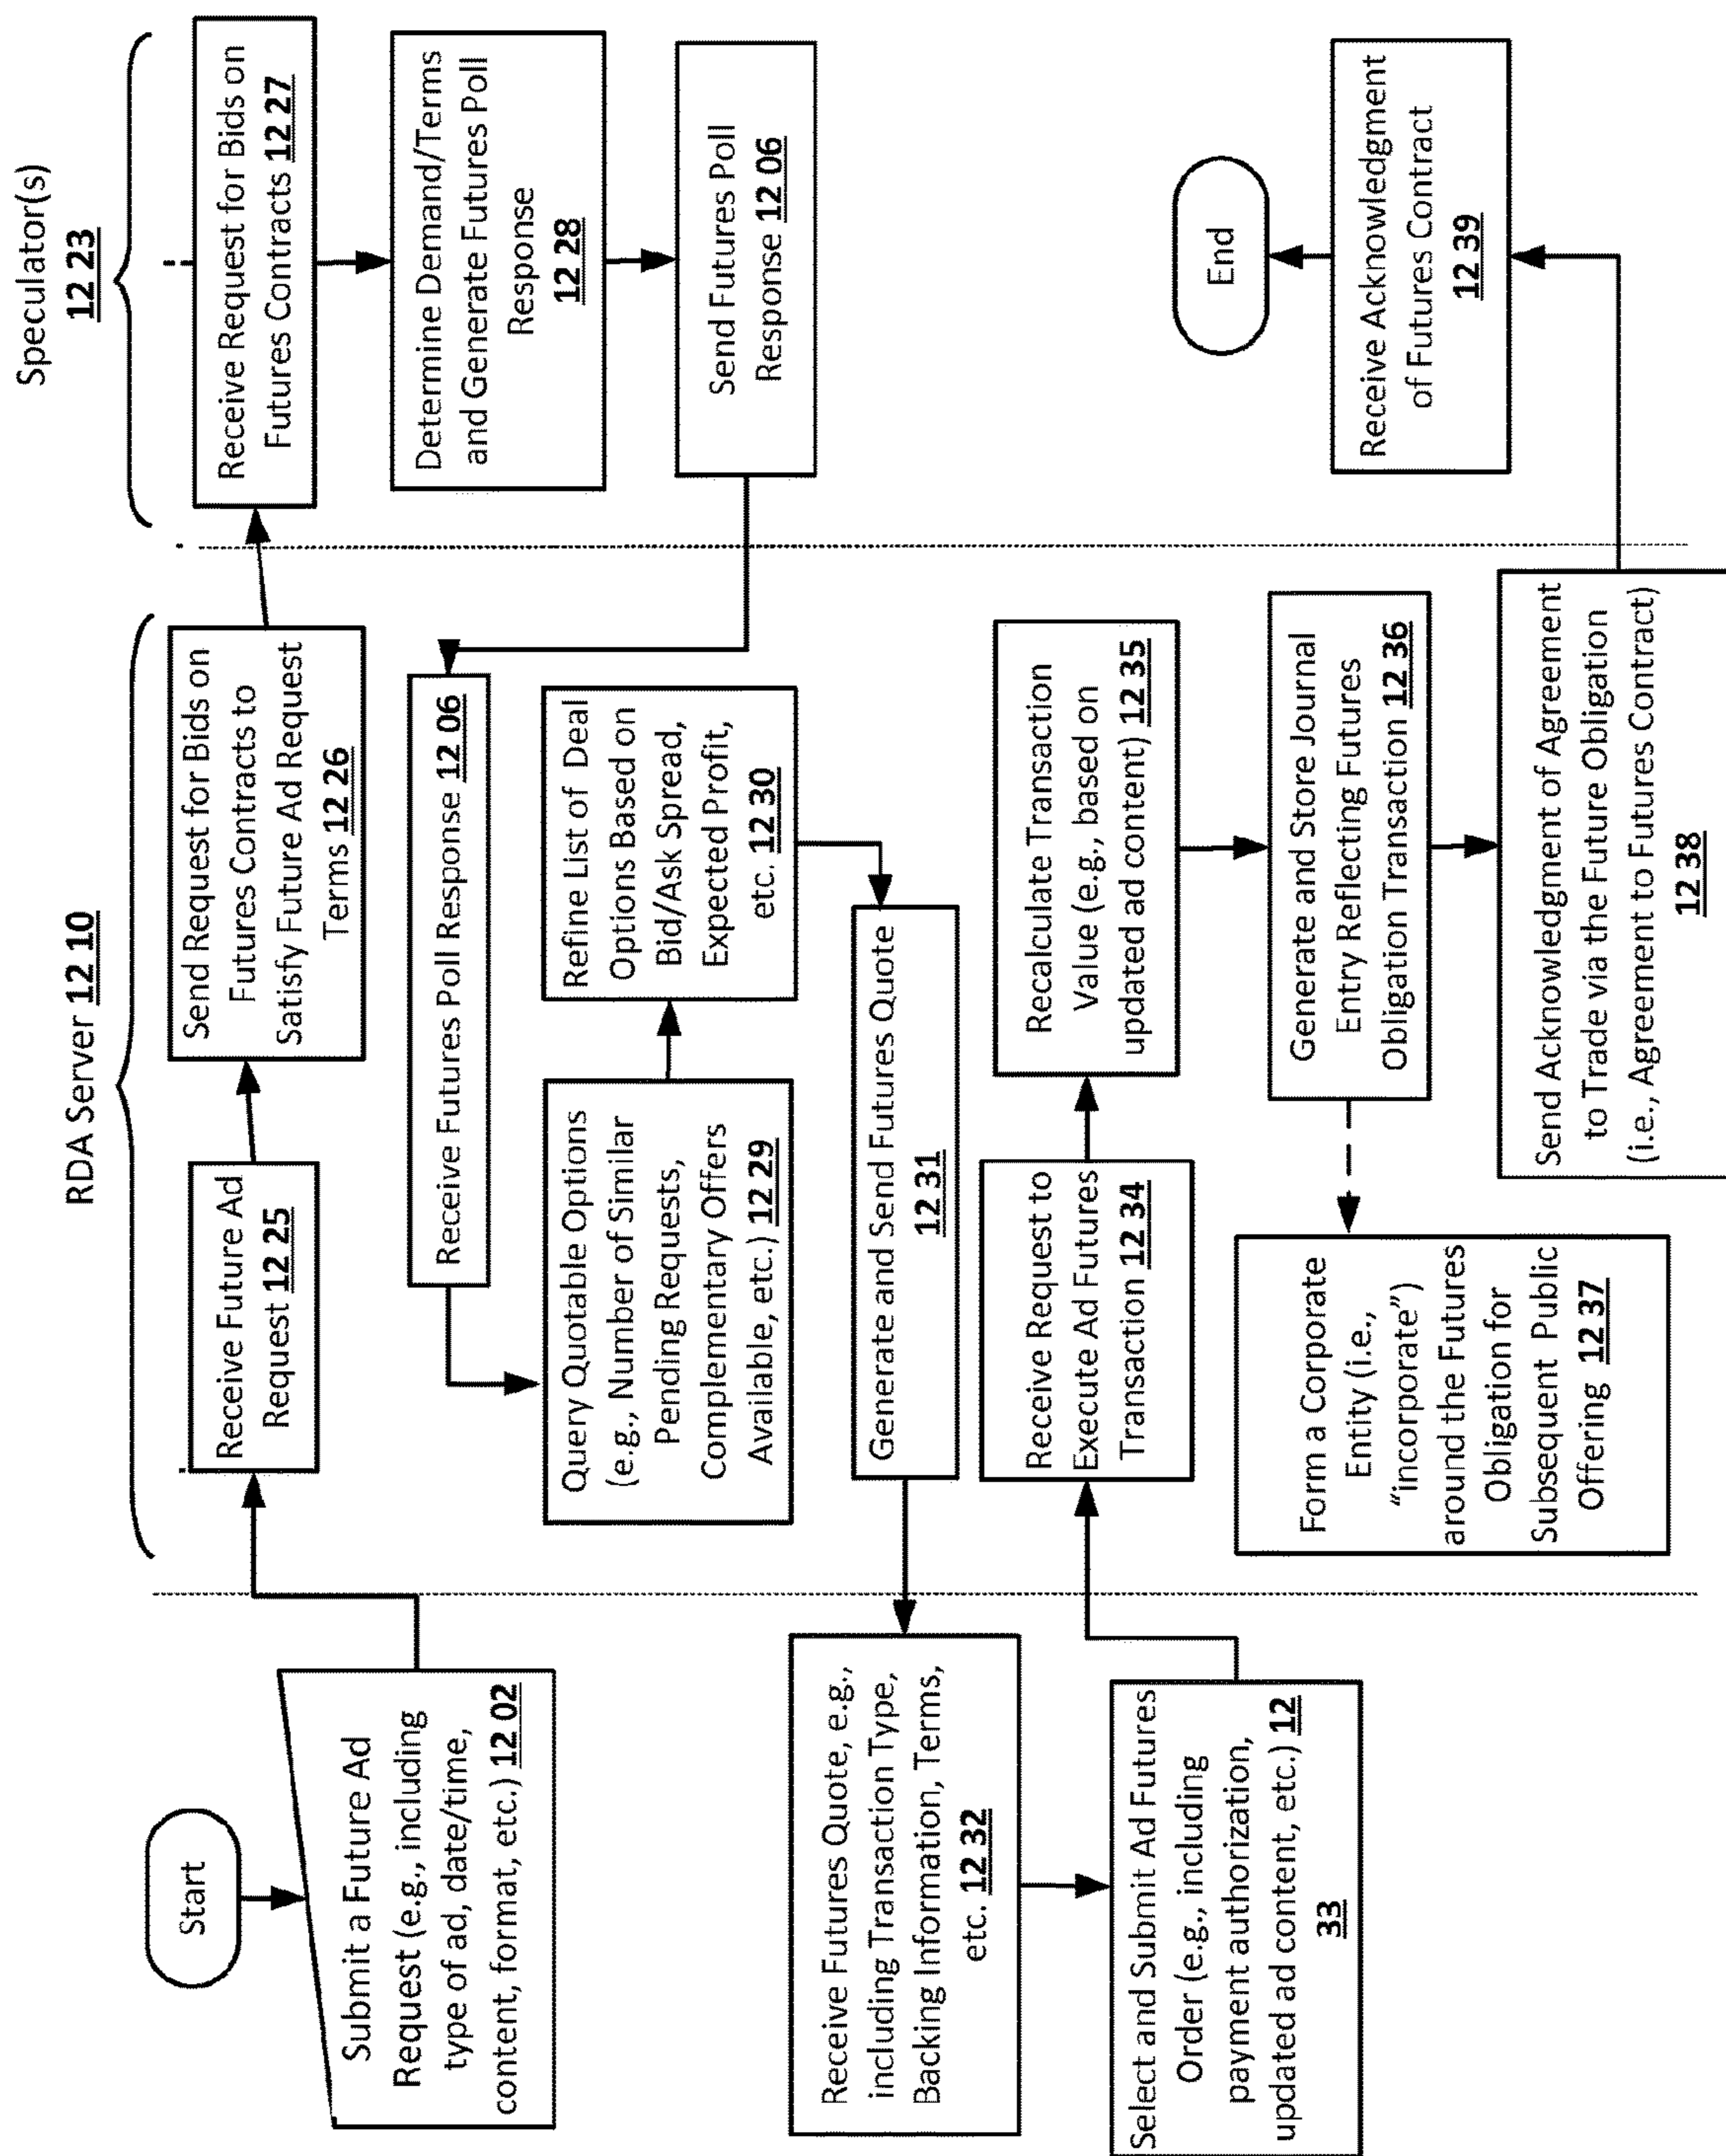 Start
Submit a Future Ad
Request (e.g., including
type of ad, date/time,
content, format, etc.) 12 02
Receive Futures Quote, e.g.,
including Transaction Type,
Backing Information, Terms,
etc. 12 32
Select and Submit Ad Futures
Order (e.g., including
payment authorization,
updated ad content, etc.) 12
33
RDA Server 12 10
Receive Future Ad
Request 12 25
Send Request for Bids on
Futures Contracts to
Satisfy Future Ad Request
Terms 12 26
Receive Futures Poll Response 12 06
Query Quotable Options
(e.g., Number of Similar
Pending Requests,
Complementary Offers
Available, etc.) 12 29
Refine List of Deal
Options Based on
Bid/Ask Spread,
Expected Profit,
etc. 12 30
Generate and Send Futures Quote
12 31
Receive Request to
Execute Ad Futures
Transaction 12 34
Recalculate Transaction
Value (e.g., based on
updated ad content) 12 35
Generate and Store Journal
Entry Reflecting Futures
Obligation Transaction 12 36
Form a Corporate
Entity (i.e.,
“incorporate”)
around the Futures
Obligation for
Subsequent Public
Offering 12 37
Send Acknowledgment of Agreement
to Trade via the Future Obligation
(i.e., Agreement to Futures Contract)
12 38
Speculator(s)
12 23
Receive Request for Bids on
Futures Contracts 12 27
Determine Demand/Terms
and Generate Futures Poll
Response
12 28
Send Futures Poll
Response 12 06
Receive Acknowledgment
of Futures Contract
12 39
End